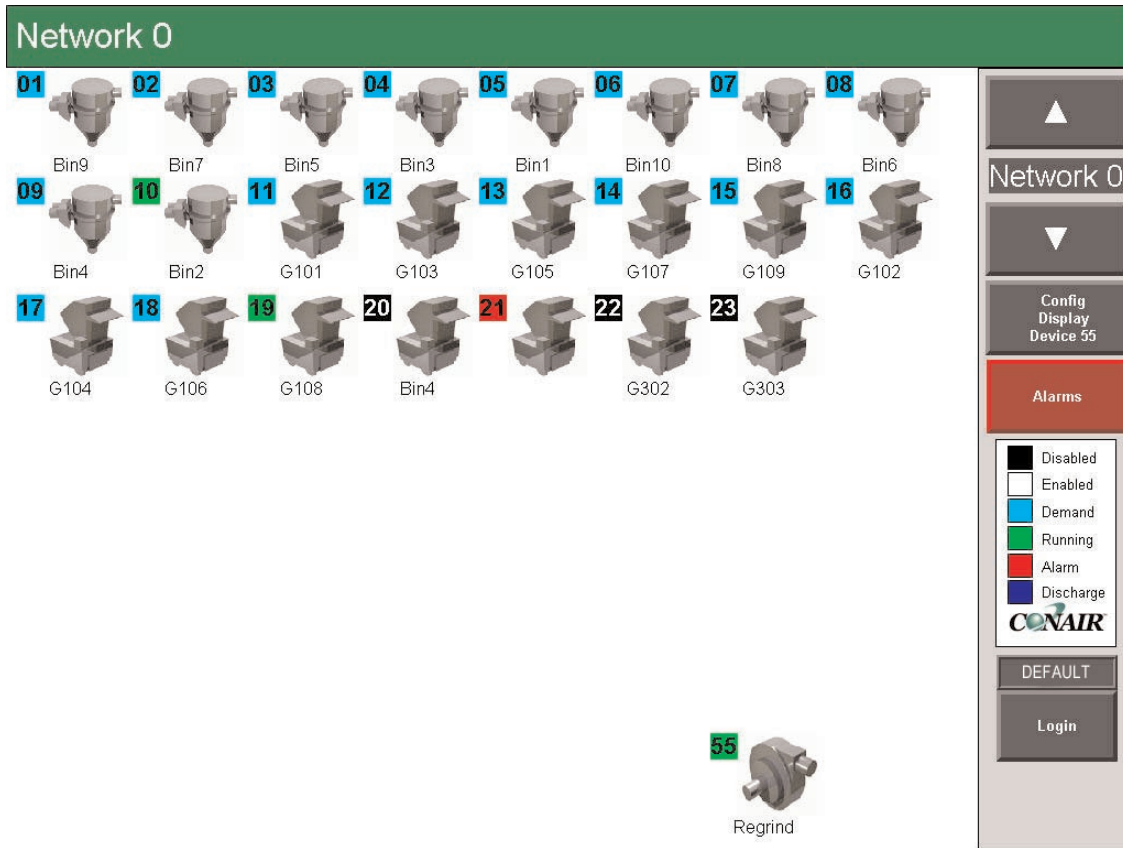 Network 0
01 02 03 04 05 06 07 08
Bin9 Bin7 Bin5 Bin3 Bin1 Bin10 Bin8 Bin6
09 10 11 12 13 14 15 16
Bin4 Bin2 G101 G103 G105 G107 G109 G102
17 18 19 20 21 22 23
G104 G106 G108 Bin4 G302 G303
55
Regrind
Network 0
Config
Display
Device 55
Alarms
Disabled
Enabled
Demand
Running
Alarm
Discharge
CONAIR
DEFAULT
Login